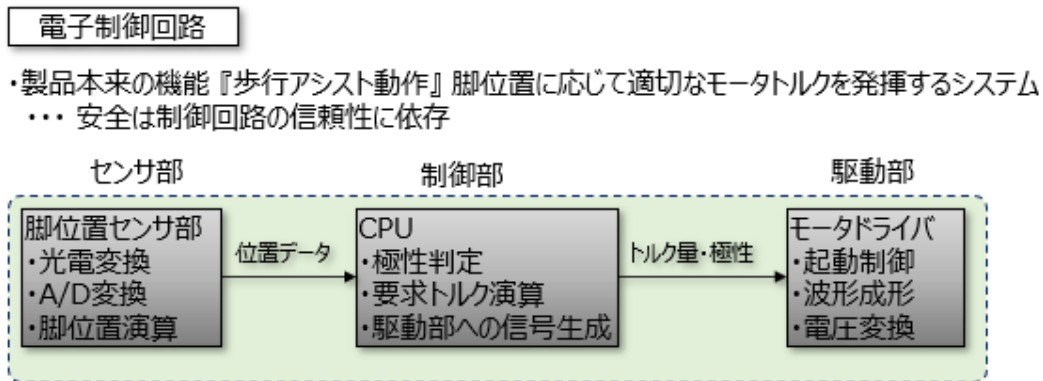 電子制御回路
・製品本来の機能『歩行アシスト動作』脚位置に応じて適切なモータトルクを発揮するシステム
・・・ 安全は制御回路の信頼性に依存
センサ部
制御部
駆動部
脚位置センサ部
・光電変換
・A/D変換
・脚位置演算
位置データ
CPU
・極性判定
・要求トルク演算
・駆動部への信号生成
トルク量・極性
モータドライバ
・起動制御
・波形成形
・電圧変換